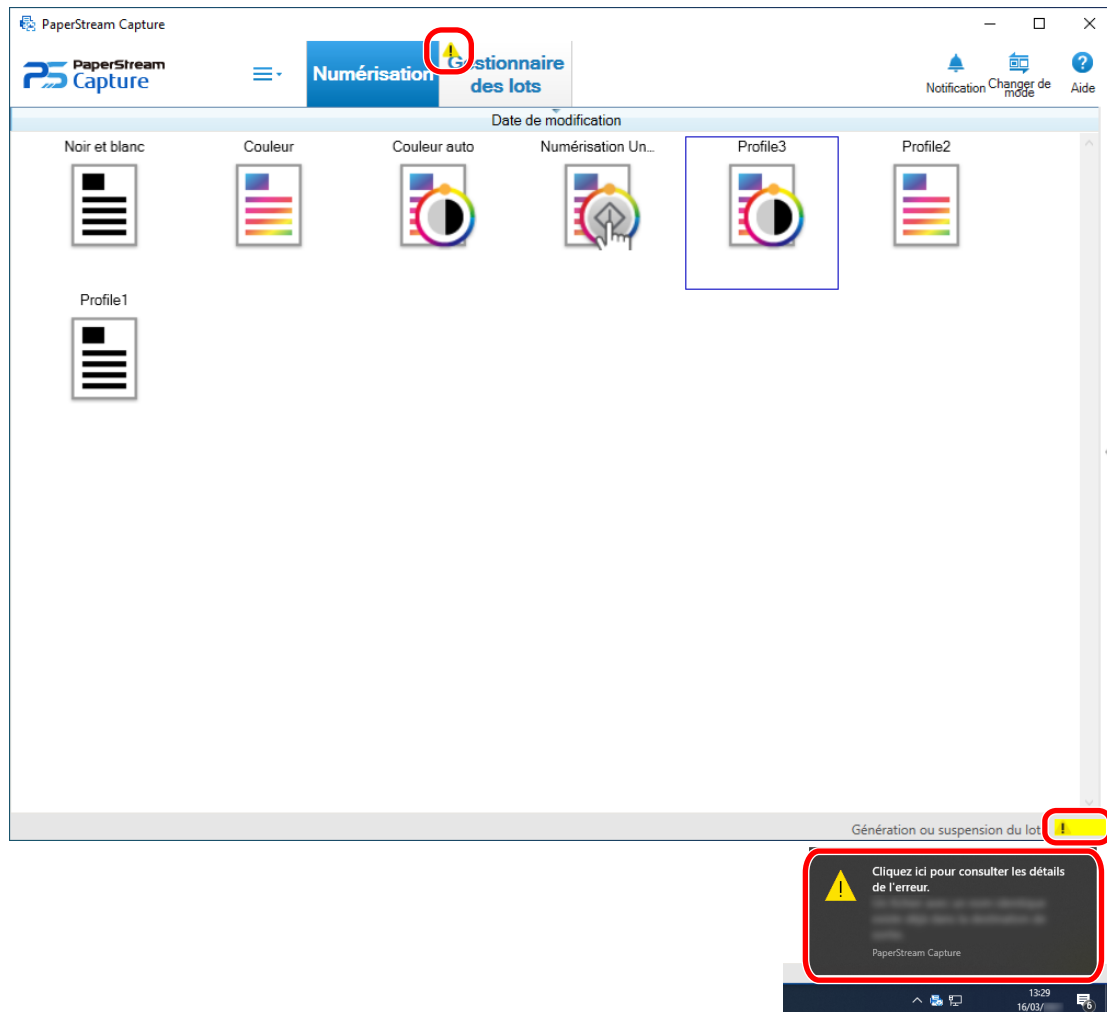 PaperStream Capture
PaperStream
Capture
Numérisation
Gestionnaire
des lots
Notification
Changer de
mode
Aide
Date de modification
Noir et blanc
Couleur
Couleur auto
Numérisation Un...
Profile3
Profile2
Profile1
Génération ou suspension du lot
Cliquez ici pour consulter les détails
de l'erreur.
PaperStream Capture
13:29
16/03/
6